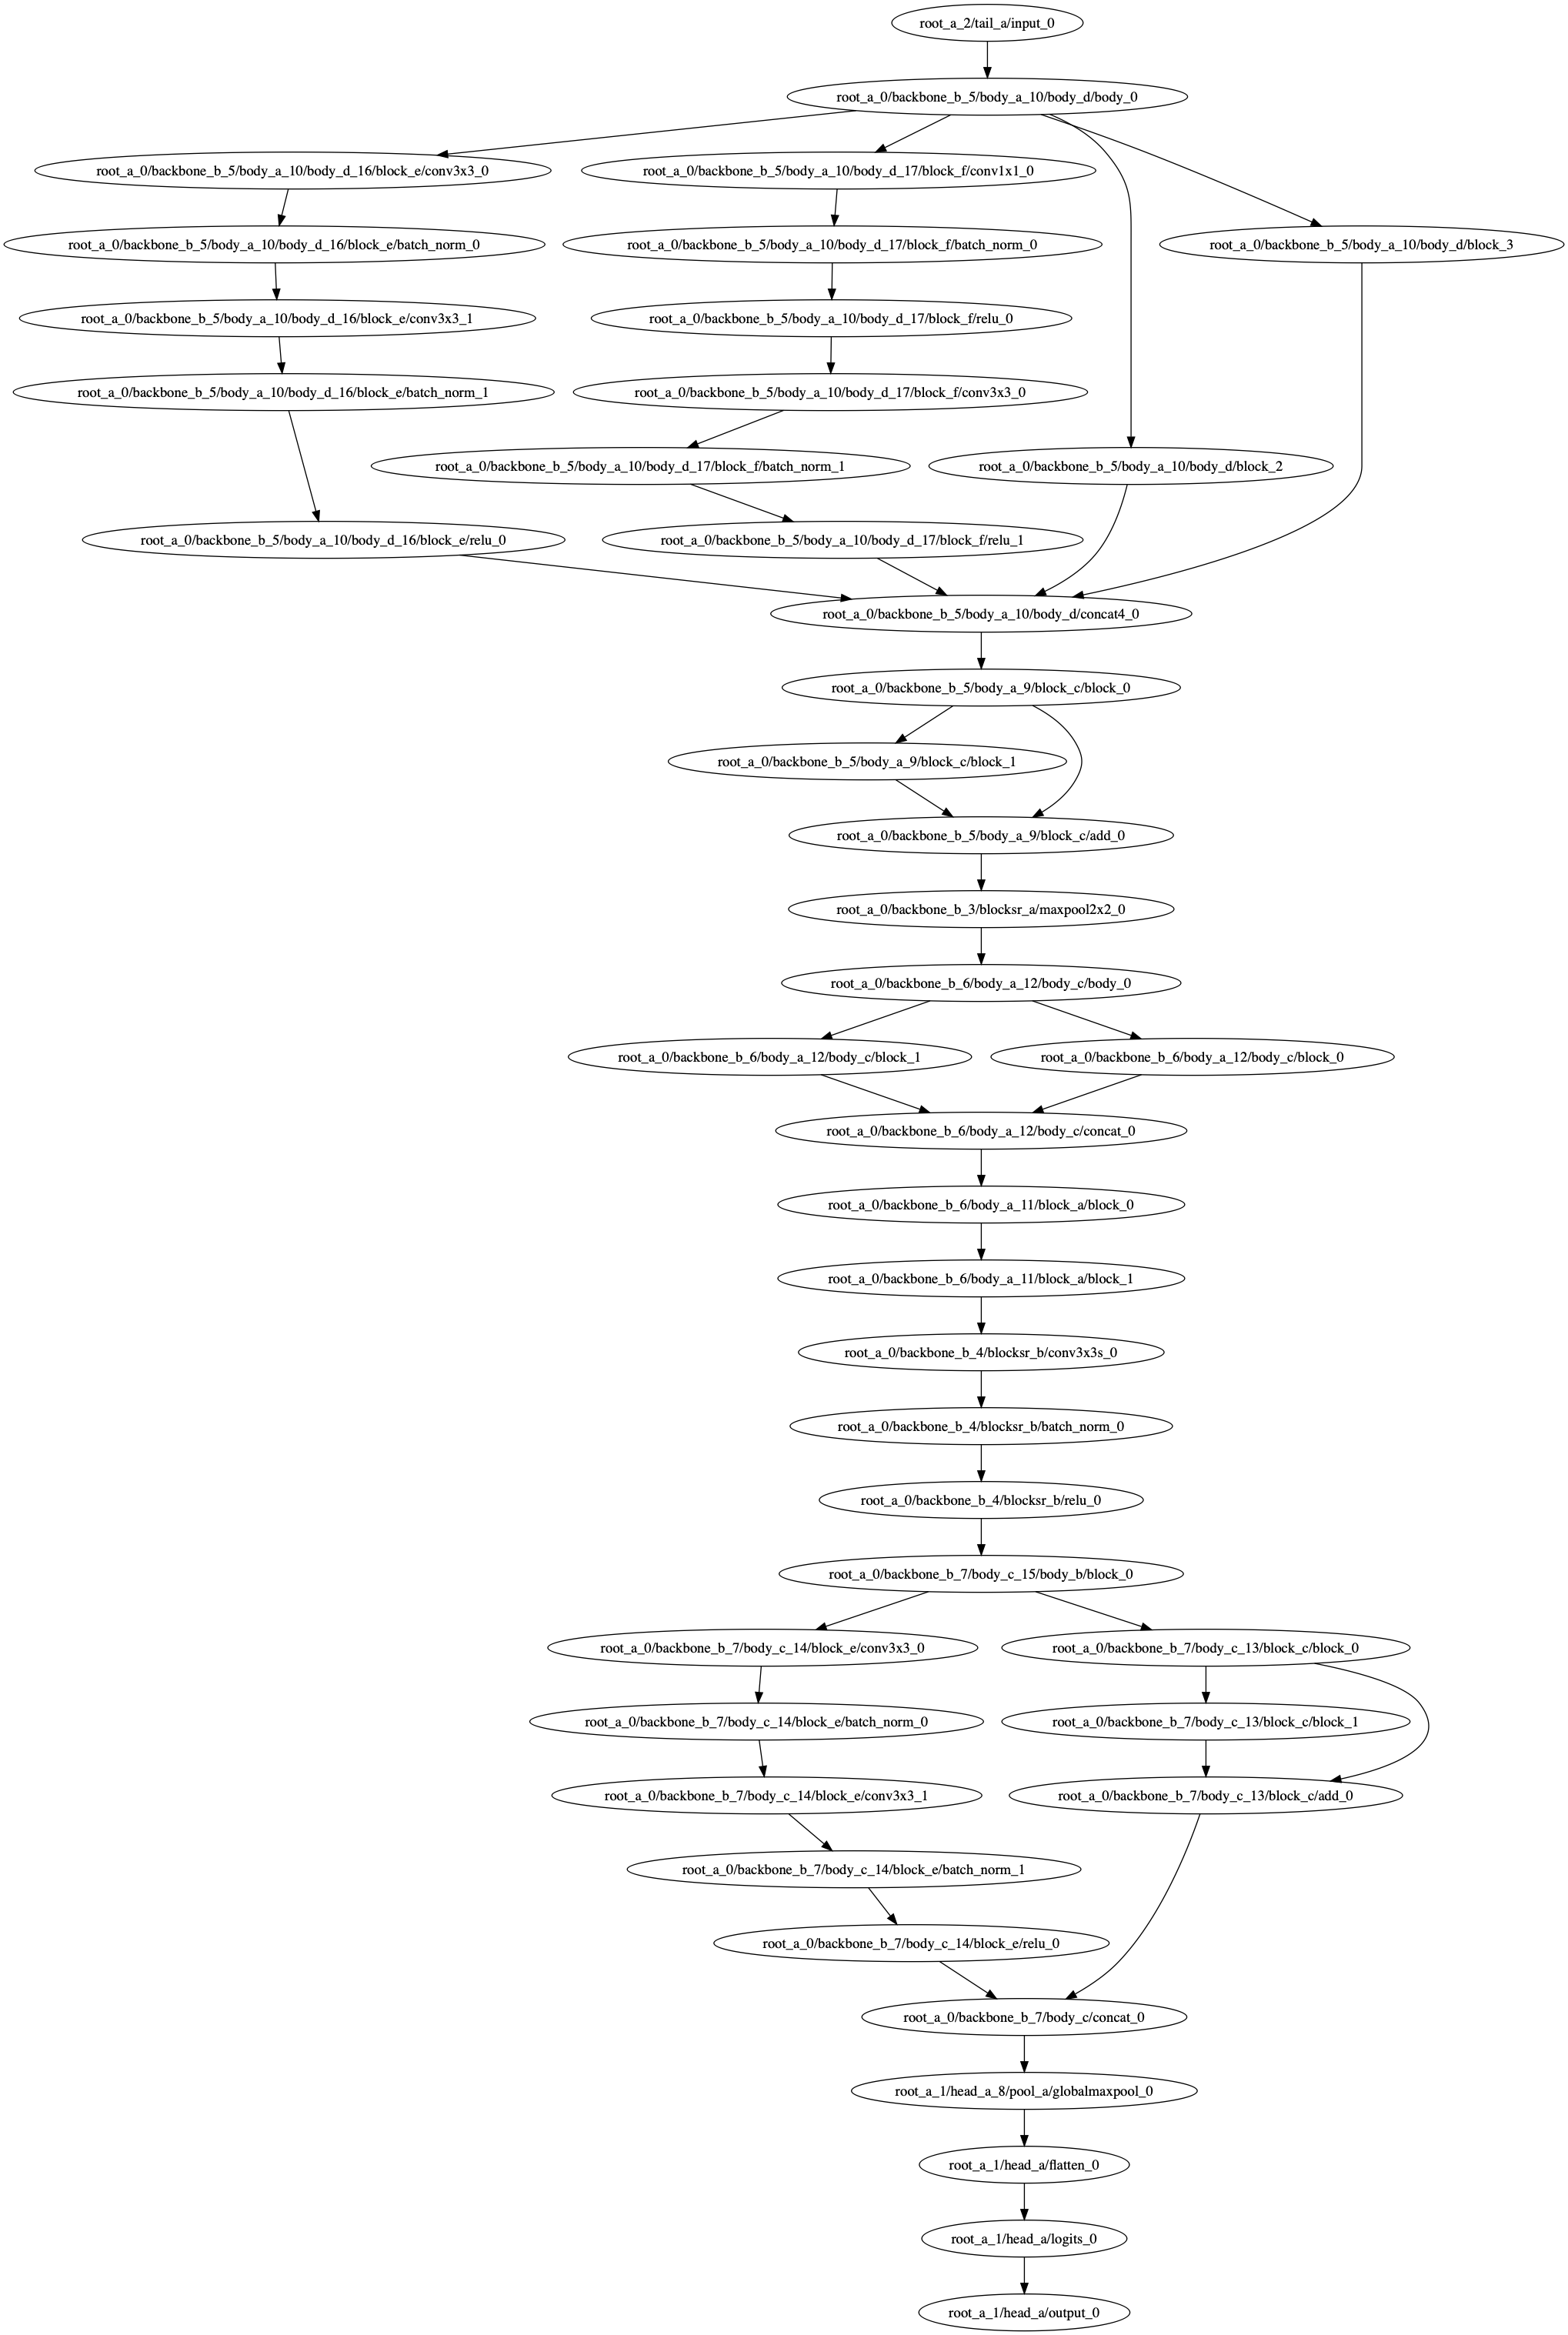 root_a_2/tail_a/input_0
root_a_0/backbone_b_5/body_a_10/body_d/body_0
root_a_0/backbone_b_5/body_a_10/body_d_16/block_e/conv3x3_0
root_a_0/backbone_b_5/body_a_10/body_d_17/block_f/conv1x1_0
root_a_0/backbone_b_5/body_a_10/body_d_16/block_e/batch_norm_0
root_a_0/backbone_b_5/body_a_10/body_d_17/block_f/batch_norm_0
root_a_0/backbone_b_5/body_a_10/body_d/block_3
root_a_0/backbone_b_5/body_a_10/body_d_16/block_e/conv3x3_1
root_a_0/backbone_b_5/body_a_10/body_d_17/block_f/relu_0
root_a_0/backbone_b_5/body_a_10/body_d_16/block_e/batch_norm_1
root_a_0/backbone_b_5/body_a_10/body_d_17/block_f/conv3x3_0
root_a_0/backbone_b_5/body_a_10/body_d_17/block_f/batch_norm_1
root_a_0/backbone_b_5/body_a_10/body_d/block_2
root_a_0/backbone_b_5/body_a_10/body_d_16/block_e/relu_0
root_a_0/backbone_b_5/body_a_10/body_d_17/block_f/relu_1
root_a_0/backbone_b_5/body_a_10/body_d/concat4_0
root_a_0/backbone_b_5/body_a_9/block_c/block_0
root_a_0/backbone_b_5/body_a_9/block_c/block_1
root_a_0/backbone_b_5/body_a_9/block_c/add_0
root_a_0/backbone_b_3/blocksr_a/maxpool2x2_0
root_a_0/backbone_b_6/body_a_12/body_c/body_0
root_a_0/backbone_b_6/body_a_12/body_c/block_1
root_a_0/backbone_b_6/body_a_12/body_c/block_0
root_a_0/backbone_b_6/body_a_12/body_c/concat_0
root_a_0/backbone_b_6/body_a_11/block_a/block_0
root_a_0/backbone_b_6/body_a_11/block_a/block_1
root_a_0/backbone_b_4/blocksr_b/conv3x3s_0
root_a_0/backbone_b_4/blocksr_b/batch_norm_0
root_a_0/backbone_b_4/blocksr_b/relu_0
root_a_0/backbone_b_7/body_c_15/body_b/block_0
root_a_0/backbone_b_7/body_c_14/block_e/conv3x3_0
root_a_0/backbone_b_7/body_c_13/block_c/block_0
root_a_0/backbone_b_7/body_c_14/block_e/batch_norm_0
root_a_0/backbone_b_7/body_c_13/block_c/block_1
root_a_0/backbone_b_7/body_c_14/block_e/conv3x3_1
root_a_0/backbone_b_7/body_c_13/block_c/add_0
root_a_0/backbone_b_7/body_c_14/block_e/batch_norm_1
root_a_0/backbone_b_7/body_c_14/block_e/relu_0
root_a_0/backbone_b_7/body_c/concat_0
root_a_1/head_a_8/pool_a/globalmaxpool_0
root_a_1/head_a/flatten_0
root_a_1/head_a/logits_0
root_a_1/head_a/output_0